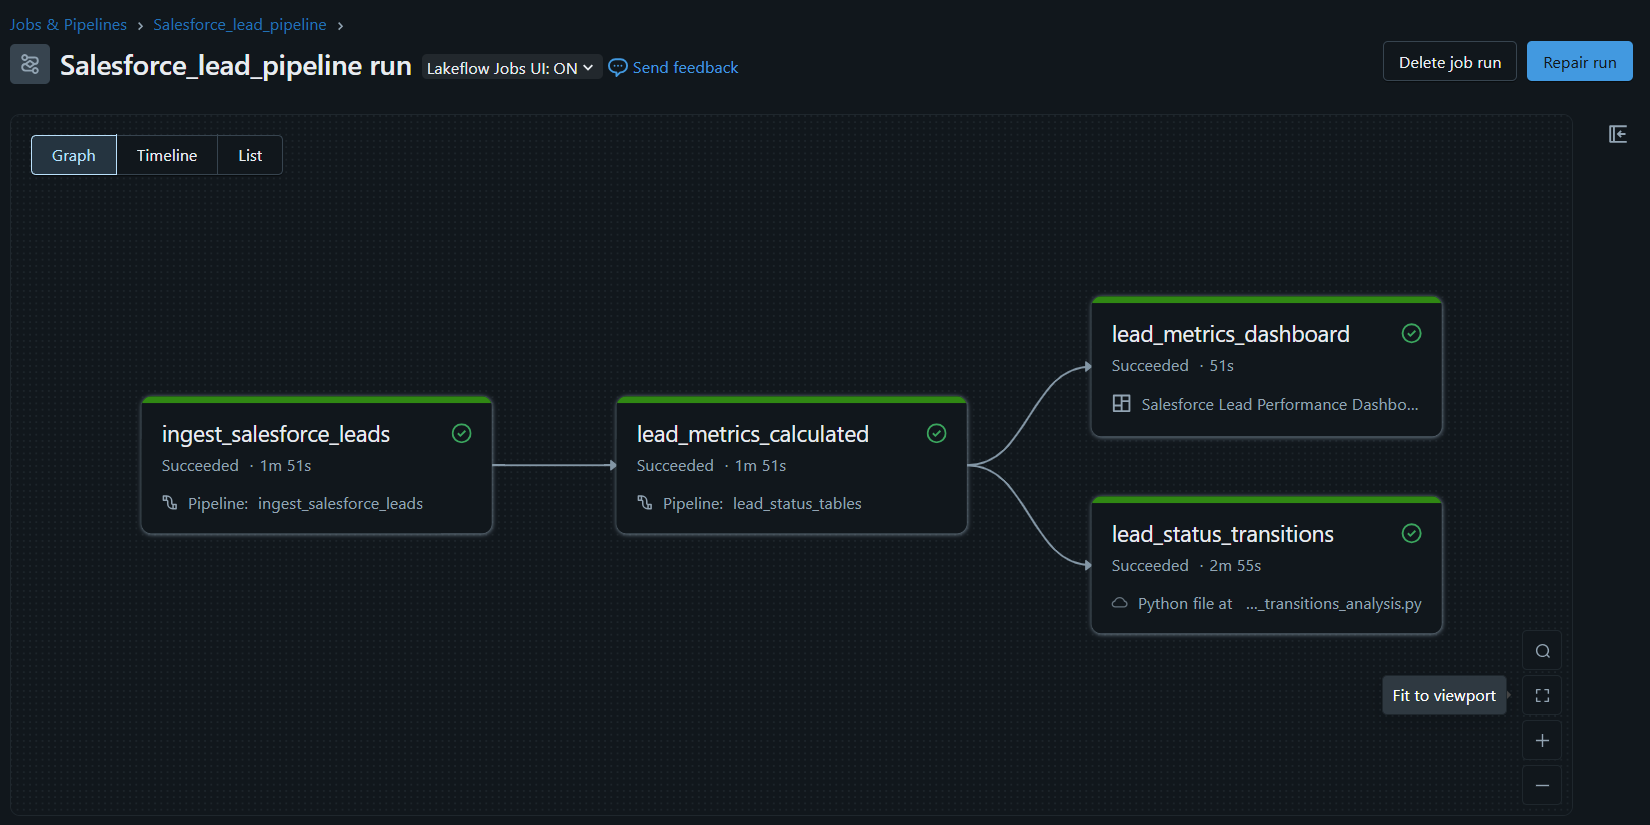 Jobs & Pipelines › Salesforce_lead_pipeline ›
Salesforce_lead_pipeline run
Lakeflow Jobs UI: ON
Send feedback
Delete job run
Repair run
Graph
Timeline
List
ingest_salesforce_leads
Succeeded · 1m 51s
Pipeline: ingest_salesforce_leads
lead_metrics_calculated
Succeeded · 1m 51s
Pipeline: lead_status_tables
lead_metrics_dashboard
Succeeded · 51s
Salesforce Lead Performance Dashbo...
lead_status_transitions
Succeeded · 2m 55s
Python file at ..._transitions_analysis.py
Fit to viewport